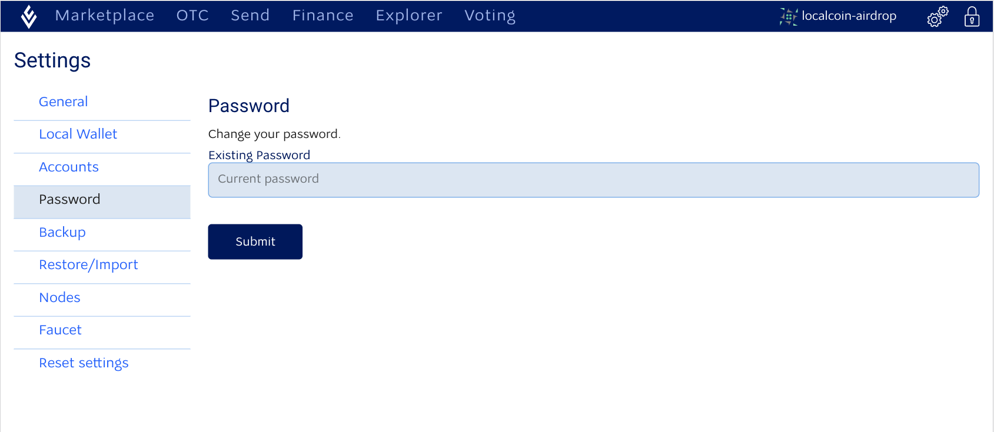 Marketplace OTC Send Finance Explorer Voting localcoin-airdrop
Settings
General
Local Wallet
Accounts
Password
Backup
Restore/Import
Nodes
Faucet
Reset settings
Password
Change your password.
Existing Password
Current password
Submit